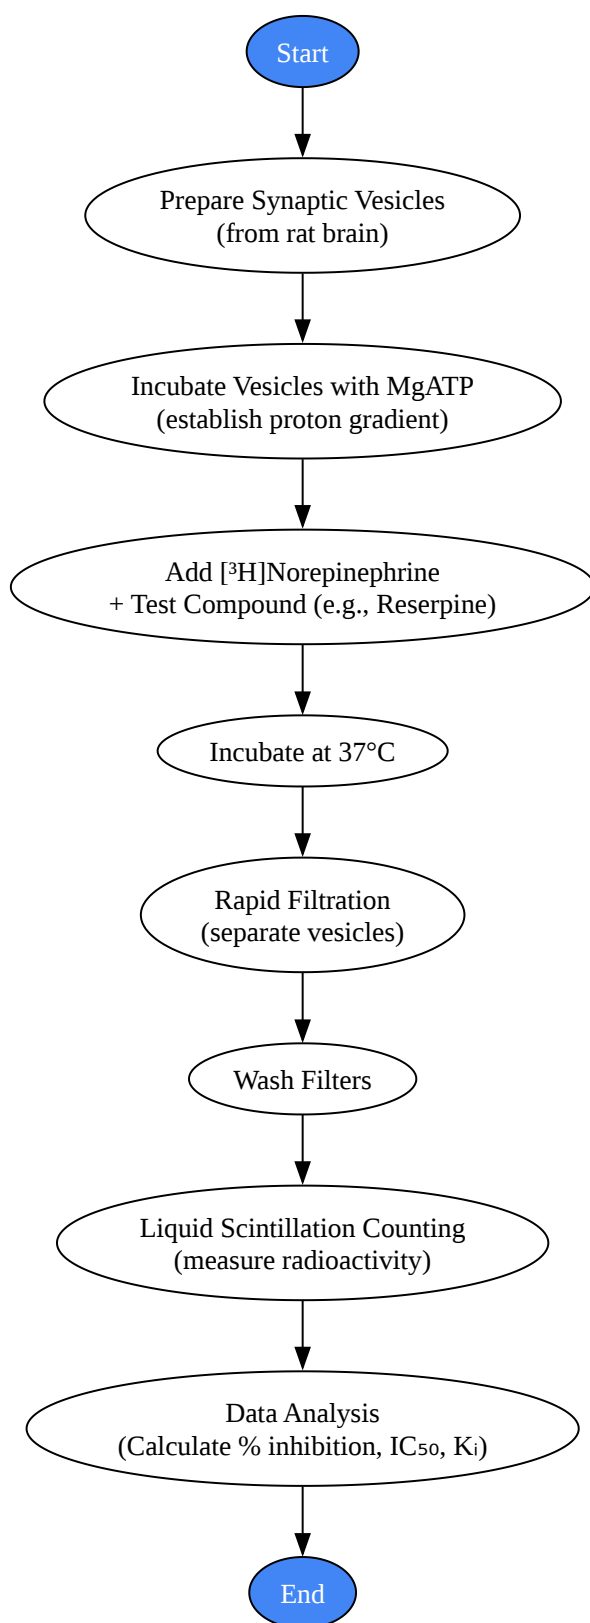 Start
Prepare Synaptic Vesicles
(from rat brain)
Incubate Vesicles with MgATP
(establish proton gradient)
Add [³H]Norepinephrine
+ Test Compound (e.g., Reserpine)
Incubate at 37°C
Rapid Filtration
(separate vesicles)
Wash Filters
Liquid Scintillation Counting
(measure radioactivity)
Data Analysis
(Calculate % inhibition, IC₅₀, Kᵢ)
End